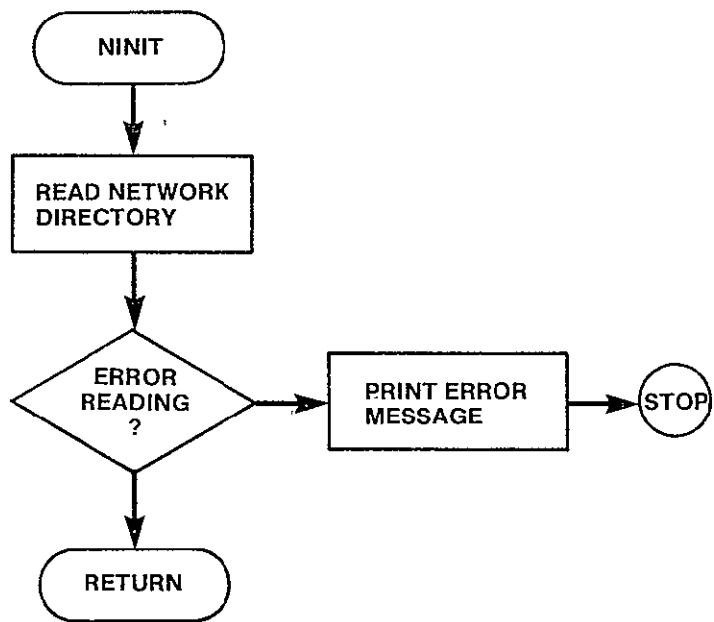 NINIT
READ NETWORK
DIRECTORY
ERROR
READING
?
PRINT ERROR
MESSAGE
STOP
RETURN